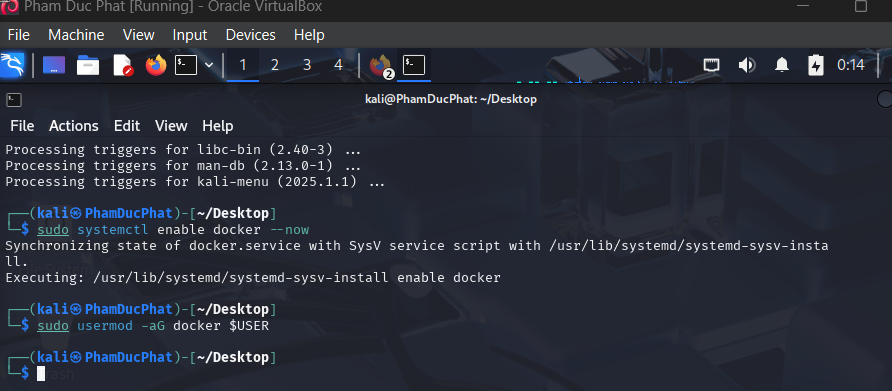 Pham Duc Phat [Running] - Oracle VirtualBox
File Machine View Input Devices Help
1 2 3 4 2 0:14
kali@PhamDucPhat: ~/Desktop
File Actions Edit View Help
Processing triggers for libc-bin (2.40-3) ...
Processing triggers for man-db (2.13.0-1) ...
Processing triggers for kali-menu (2025.1.1) ...
┌──(kali㉿PhamDucPhat)-[~/Desktop]
└─$ sudo systemctl enable docker --now
Synchronizing state of docker.service with SysV service script with /usr/lib/systemd/systemd-sysv-insta
ll.
Executing: /usr/lib/systemd/systemd-sysv-install enable docker
┌──(kali㉿PhamDucPhat)-[~/Desktop]
└─$ sudo usermod -aG docker $USER
┌──(kali㉿PhamDucPhat)-[~/Desktop]
└─$